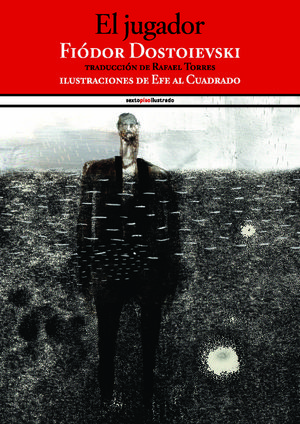 El jugador
Fiódor Dostoievski
traducción de Rafael Torres
ilustraciones de Efe al Cuadrado
sextopisoilustrado